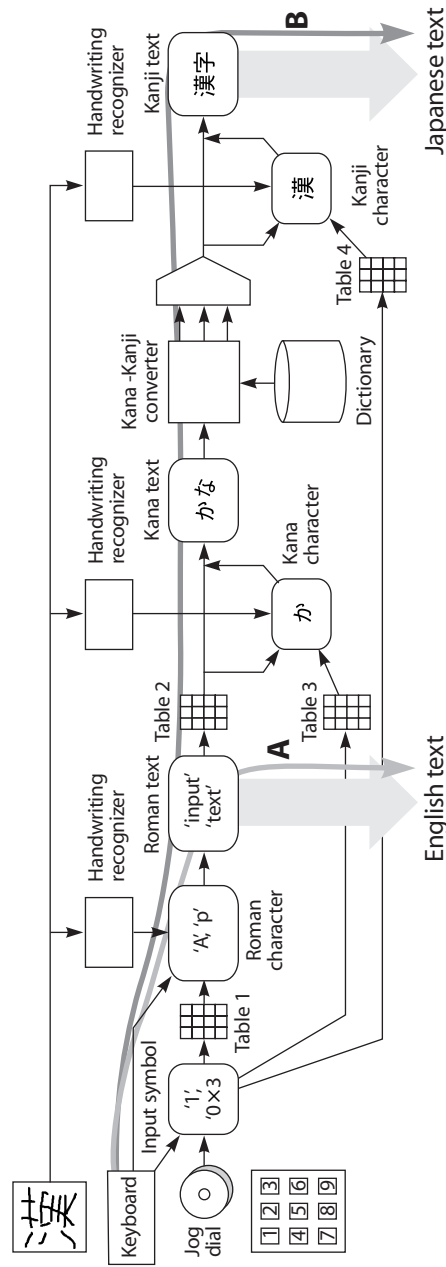 漢
Handwriting
recognizer
Handwriting
recognizer
Handwriting
recognizer
Keyboard
Input symbol
Roman text
Kana text
Kana -Kanji
converter
Kanji text
Jog
dial
'1',
'0×3
Table 1
'A', 'p'
Roman
character
'input'
'text'
Table 2
かな
漢字
B
1 2 3
4 5 6
7 8 9
A
Table 3
か
Kana
character
Dictionary
Table 4
漢
Kanji
character
English text
Japanese text